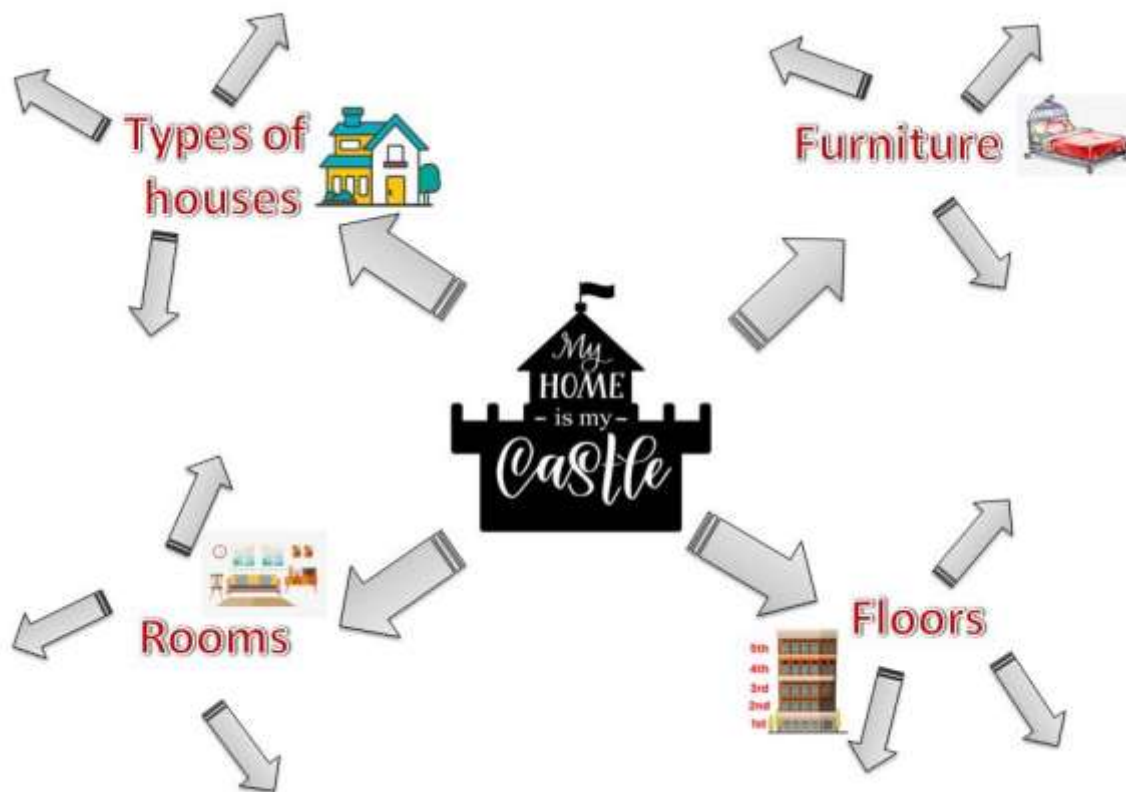 Types of
houses
Furniture
My
HOME
- is my -
Castle
Rooms
Floors
5th
4th
3rd
2nd
1st